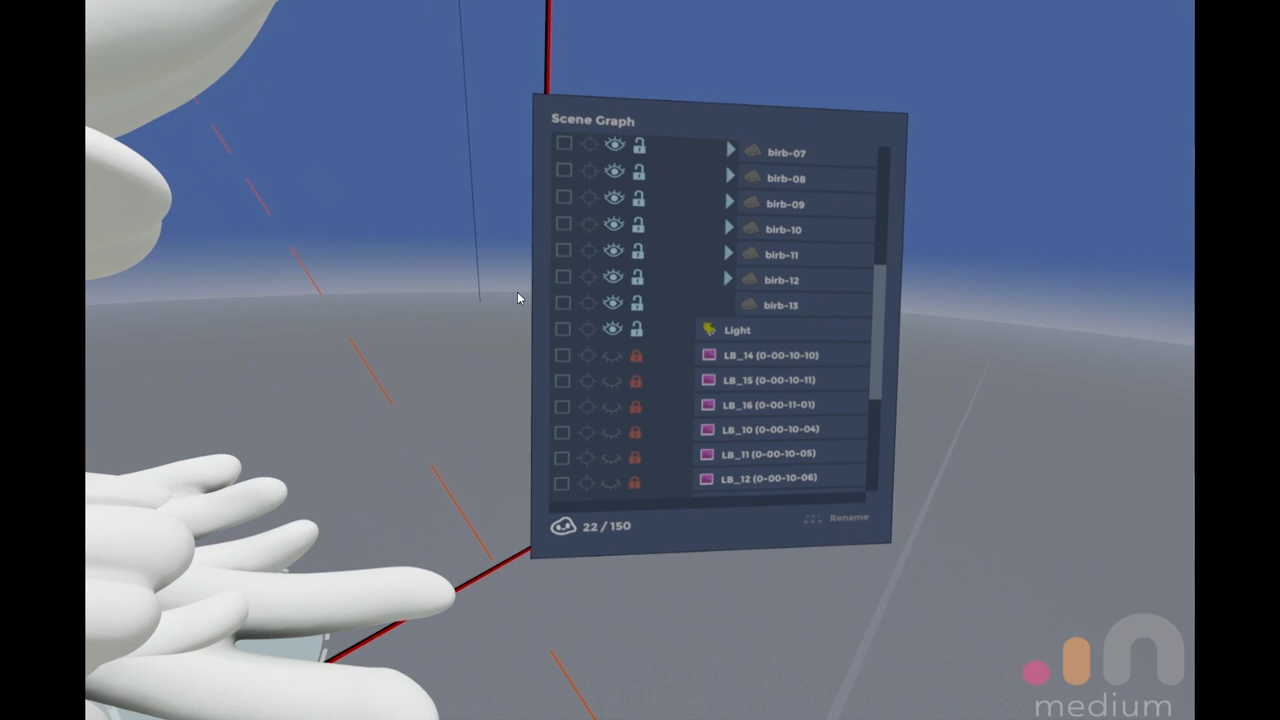 Scene Graph
birb-07
birb-08
birb-09
birb-10
birb-11
birb-12
birb-13
Light
LB_14 (0-00-10-10)
LB_15 (0-00-10-11)
LB_16 (0-00-11-01)
LB_10 (0-00-10-04)
LB_11 (0-00-10-05)
LB_12 (0-00-10-06)
22 / 150
Rename
medium